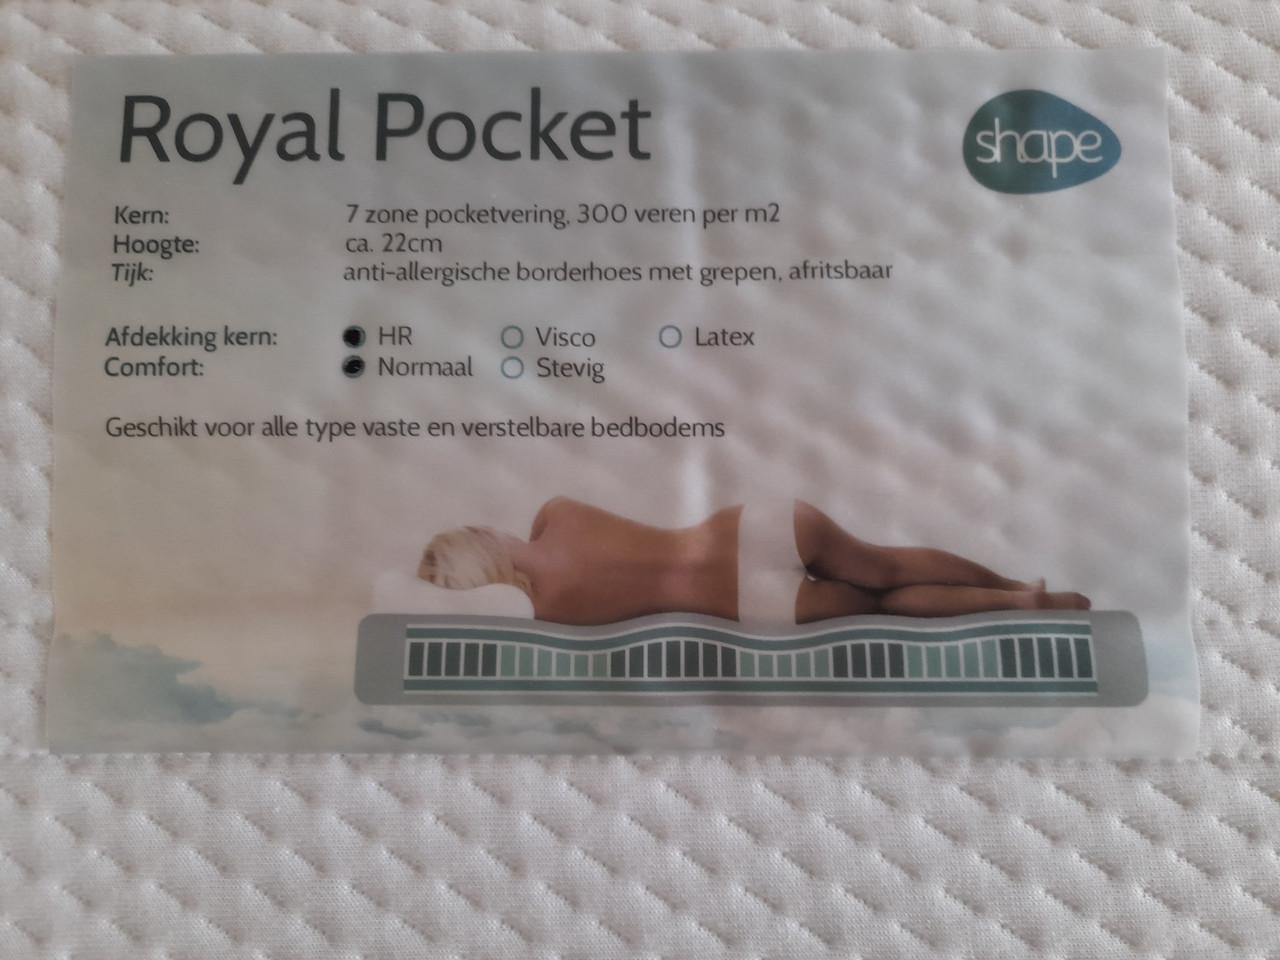 Royal Pocket
shape
Kern: 7 zone pocketvering, 300 veren per m2
Hoogte: ca. 22cm
Tijk: anti-allergische borderhoes met grepen, afritsbaar
Afdekking kern: HR Visco Latex
Comfort: Normaal Stevig
Geschikt voor alle type vaste en verstelbare bedbodems